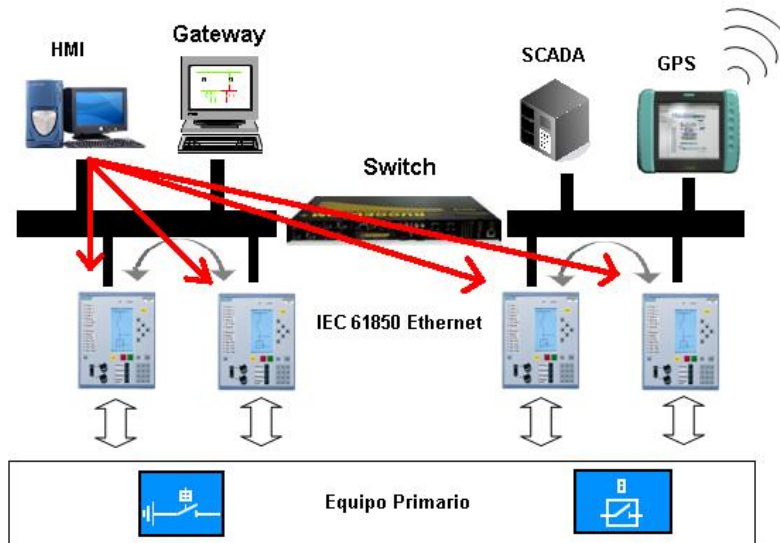 HMI
Gateway
SCADA
GPS
Switch
IEC 61850 Ethernet
Equipo Primario